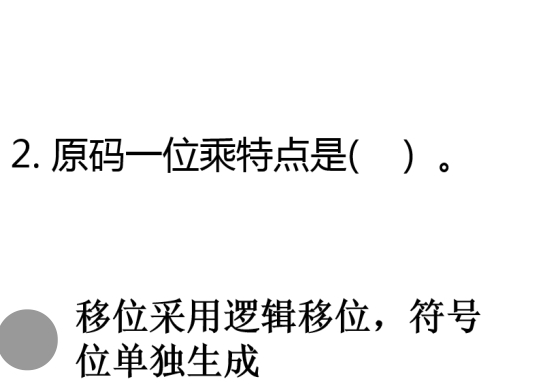 2. 原码一位乘特点是(    ) 。
移位采用逻辑移位，符号
位单独生成